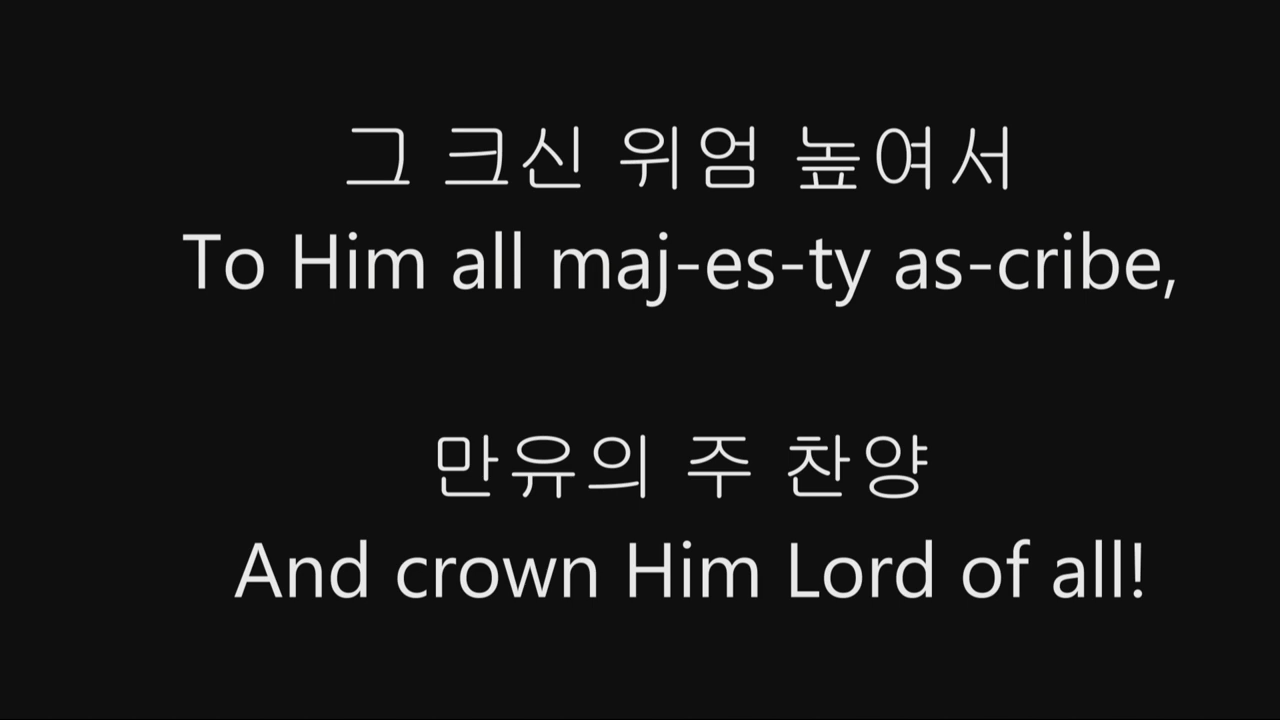 그 크신 위엄 높여서
To Him all maj-es-ty as-cribe,
만유의 주 찬양
And crown Him Lord of all!